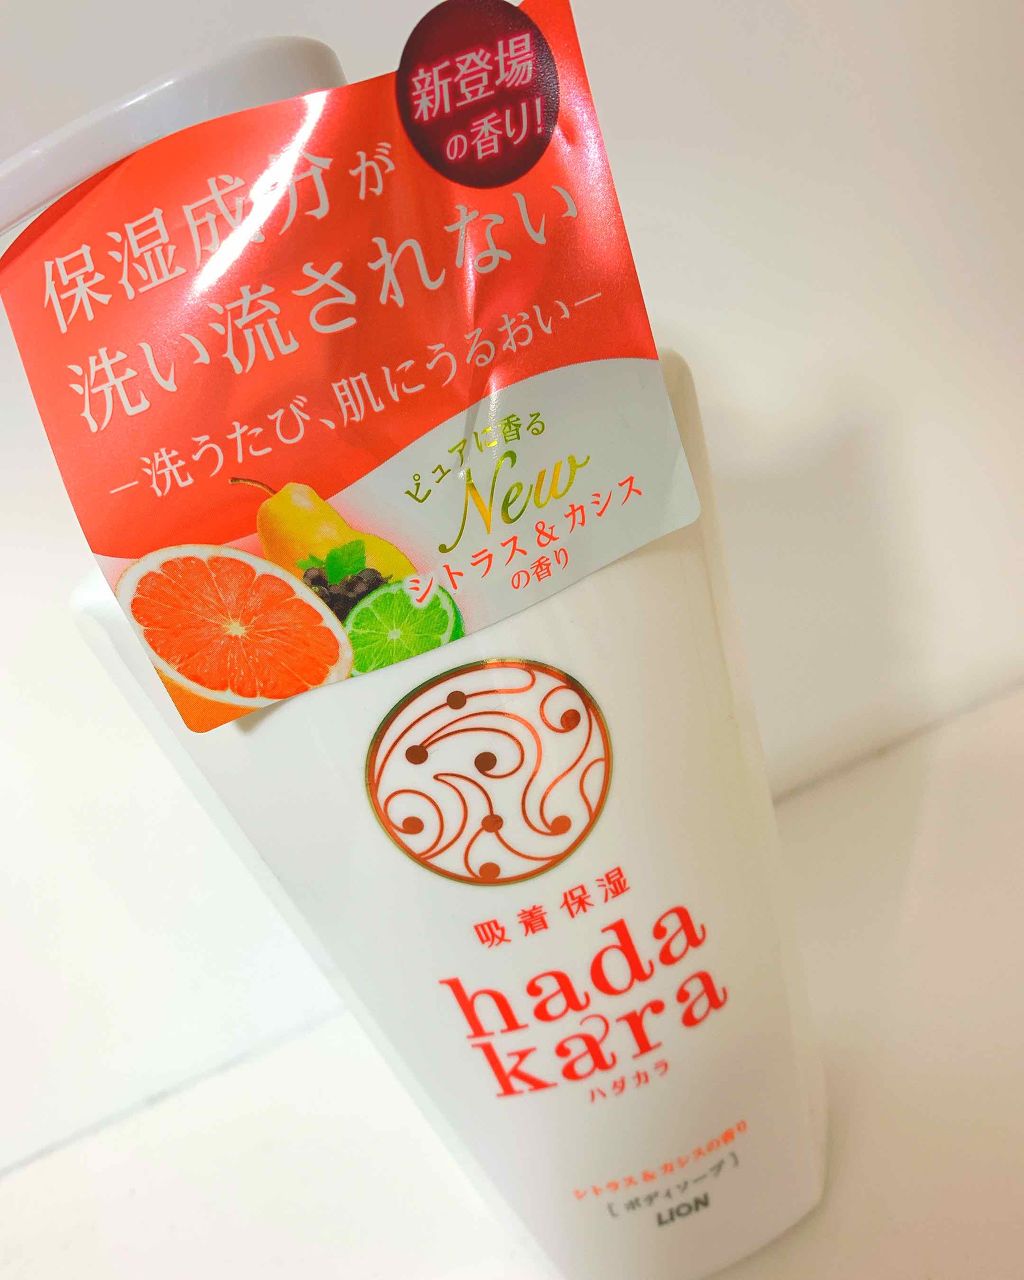 新登場
の香り!
保湿成分が
洗い流されない
―洗うたび、肌にうるおい―
ピュアに香る
New
シトラス&カシス
の香り
吸着保湿
hada
kara
ハダカラ
シトラス&カシスの香り
[ボディソープ]
LION